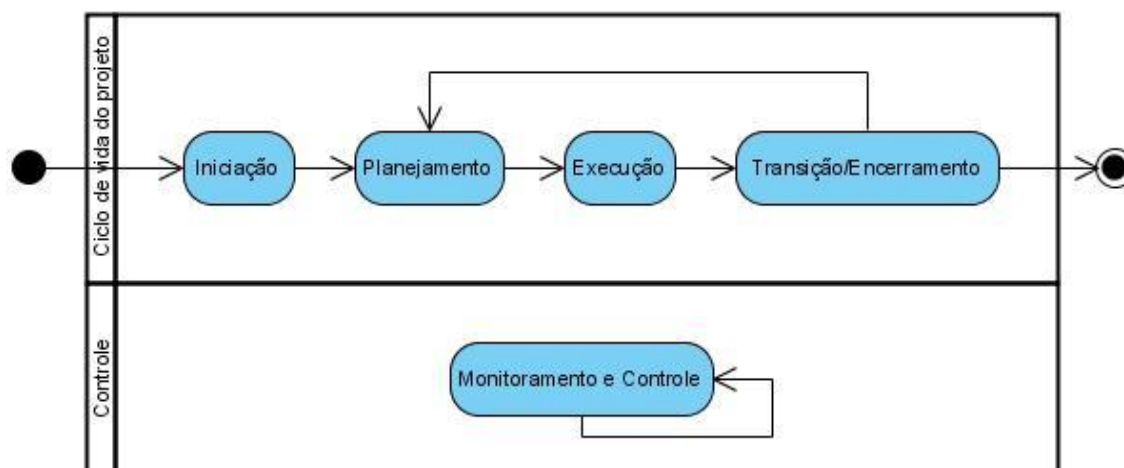 Ciclo de vida do projeto
Iniciação
Planejamento
Execução
Transição/Encerramento
Controle
Monitoramento e Controle